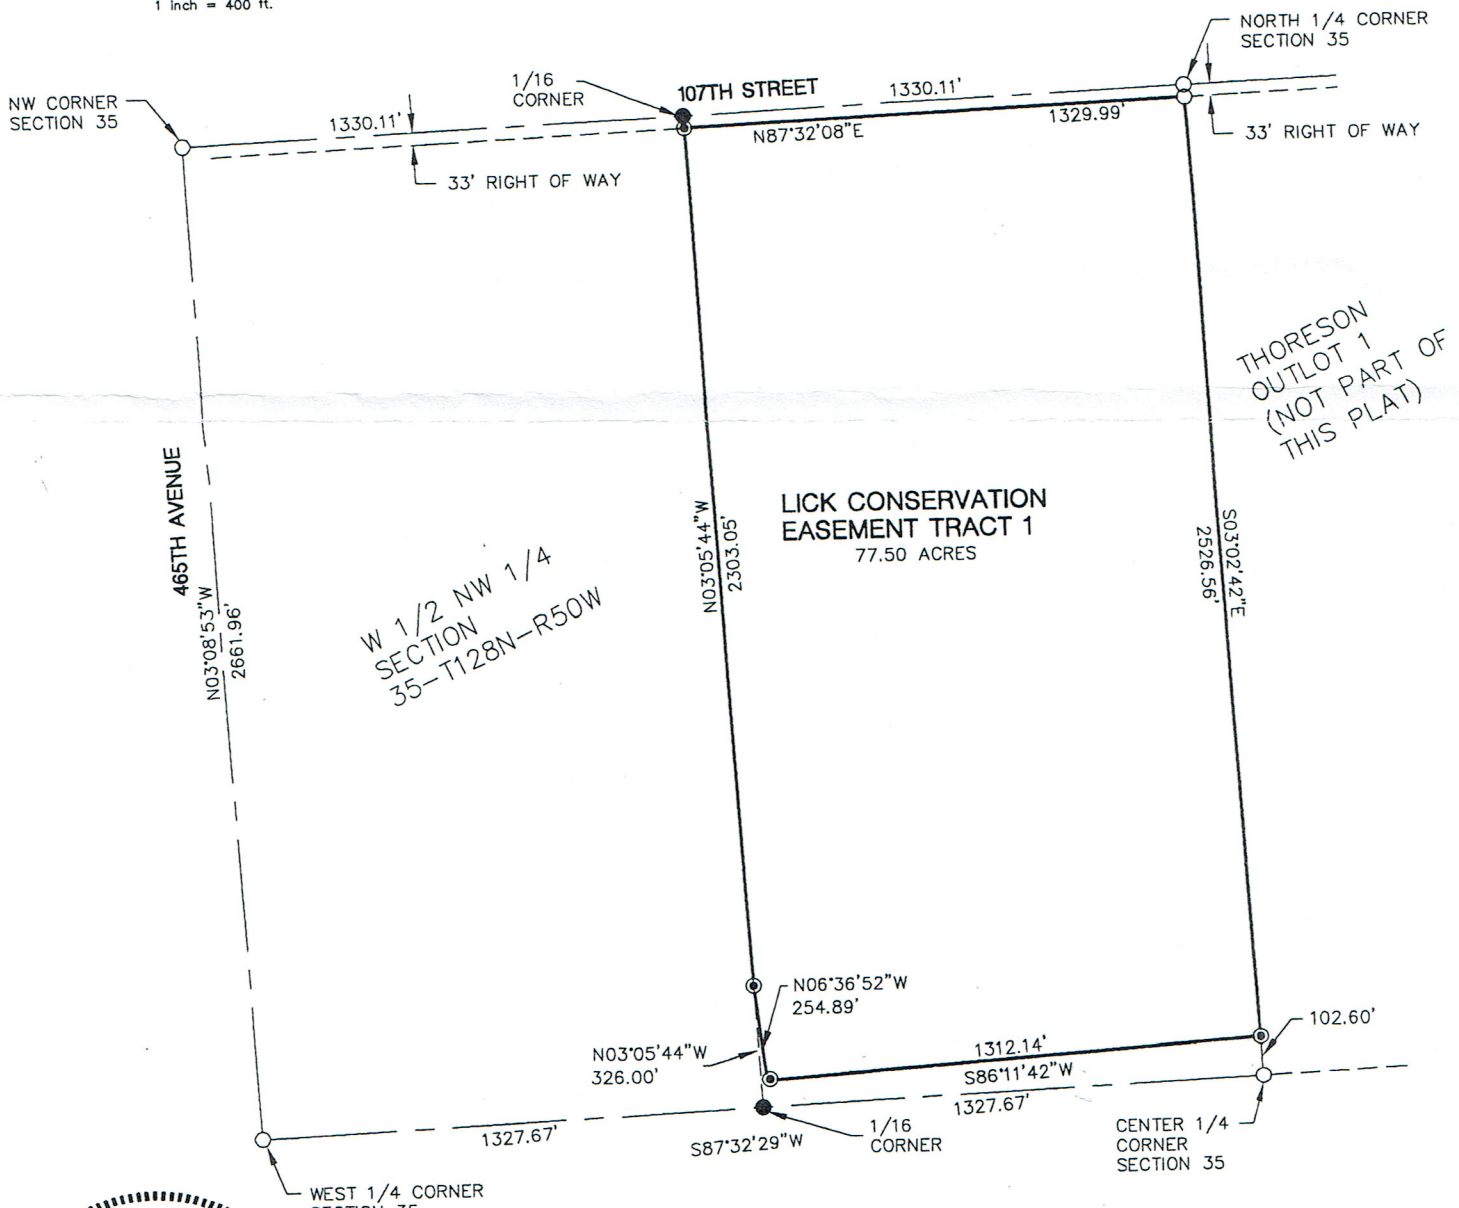 1 inch = 400 ft.
NORTH 1/4 CORNER
SECTION 35
NW CORNER
SECTION 35
1/16
CORNER
107TH STREET
1330.11'
1330.11'
1329.99'
N87°32'08"E
33' RIGHT OF WAY
33' RIGHT OF WAY
THORESON
OUTLOT 1
(NOT PART OF
THIS PLAT)
465TH AVENUE
N03°08'53"W
2661.96'
W 1/2 NW 1/4
SECTION
35-T128N-R50W
N03°05'44"W
2303.05'
LICK CONSERVATION
EASEMENT TRACT 1
77.50 ACRES
S03°02'42"E
2526.56'
N06°36'52"W
254.89'
N03°05'44"W
326.00'
1312.14'
S86°11'42"W
102.60'
1327.67'
1327.67'
S87°32'29"W
1/16
CORNER
CENTER 1/4
CORNER
SECTION 35
WEST 1/4 CORNER
SECTION 35